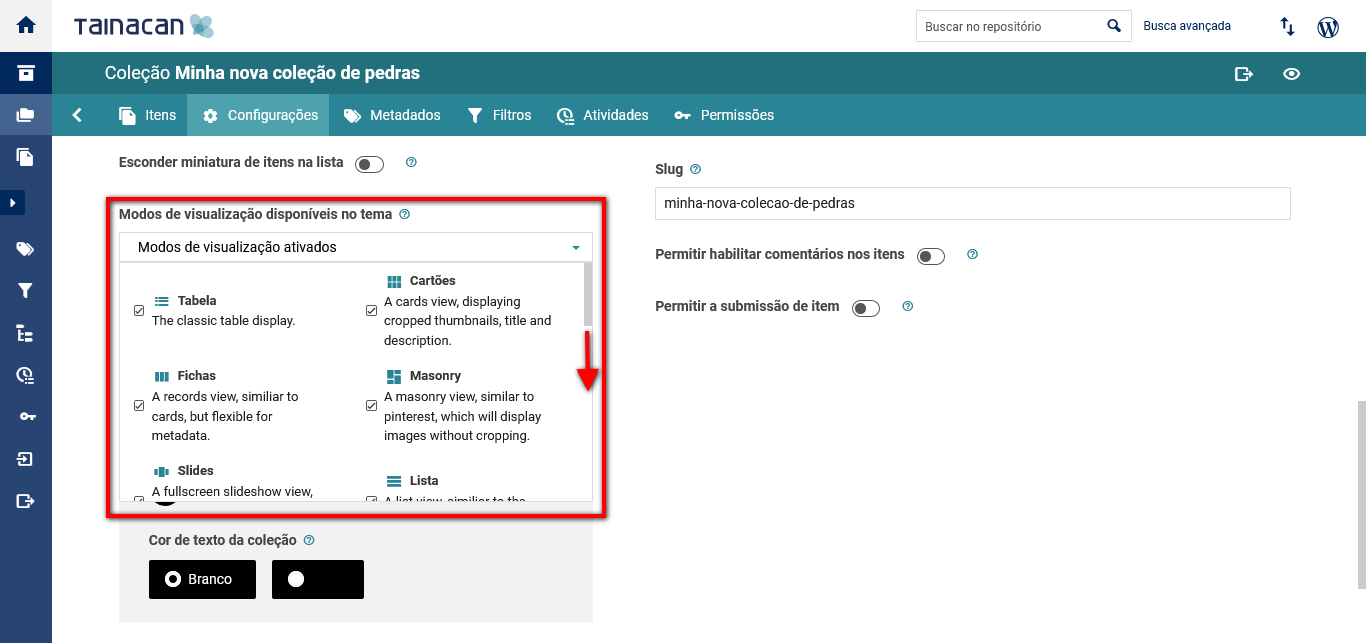 TAINACAN
Buscar no repositório
Busca avançada
Coleção Minha nova coleção de pedras
Itens
Configurações
Metadados
Filtros
Atividades
Permissões
Esconder miniatura de itens na lista
Modos de visualização disponíveis no tema
Modos de visualização ativados
Tabela
The classic table display.
Cartões
A cards view, displaying
cropped thumbnails, title and
description.
Fichas
A records view, similiar to
cards, but flexible for
metadata.
Masonry
A masonry view, similar to
pinterest, which will display
images without cropping.
Slides
A fullscreen slideshow view,
Lista
A list view, similiar to the
Cor de texto da coleção
Branco
Slug
minha-nova-colecao-de-pedras
Permitir habilitar comentários nos itens
Permitir a submissão de item